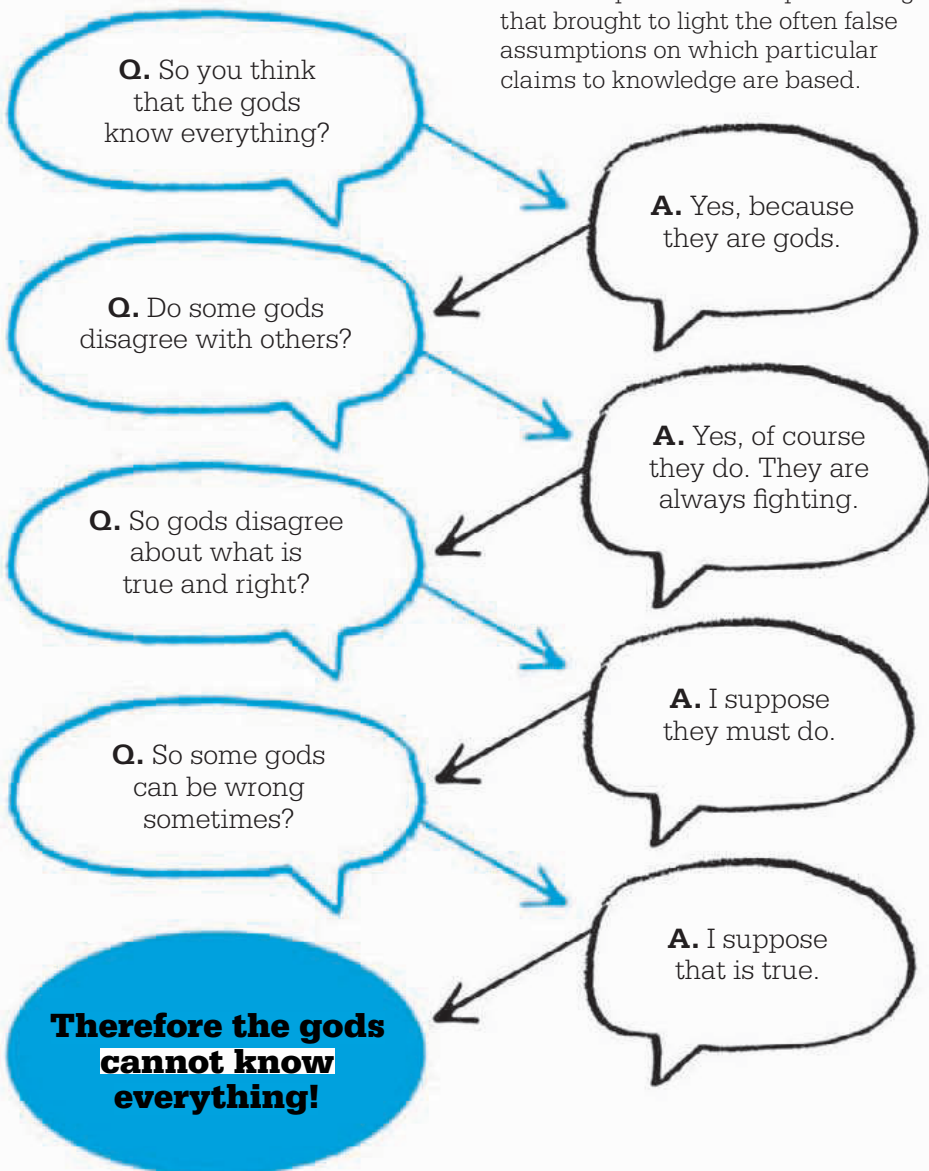 that brought to light the often false
assumptions on which particular
claims to knowledge are based.
Q. So you think
that the gods
know everything?
A. Yes, because
they are gods.
Q. Do some gods
disagree with others?
A. Yes, of course
they do. They are
always fighting.
Q. So gods disagree
about what is
true and right?
A. I suppose
they must do.
Q. So some gods
can be wrong
sometimes?
A. I suppose
that is true.
Therefore the gods
cannot know
everything!